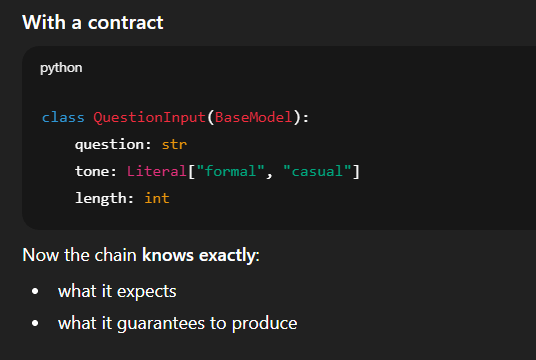 With a contract
python
class QuestionInput(BaseModel):
    question: str
    tone: Literal["formal", "casual"]
    length: int
Now the chain knows exactly:
• what it expects
• what it guarantees to produce